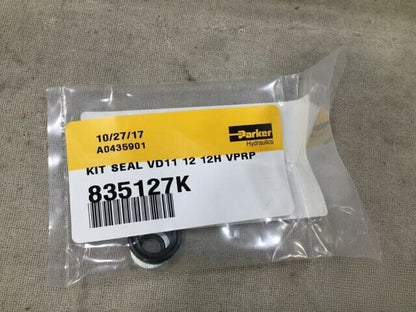 10/27/17
A0435901
Parker
Hydraulics
KIT SEAL VD11 12 12H VPRP
835127K